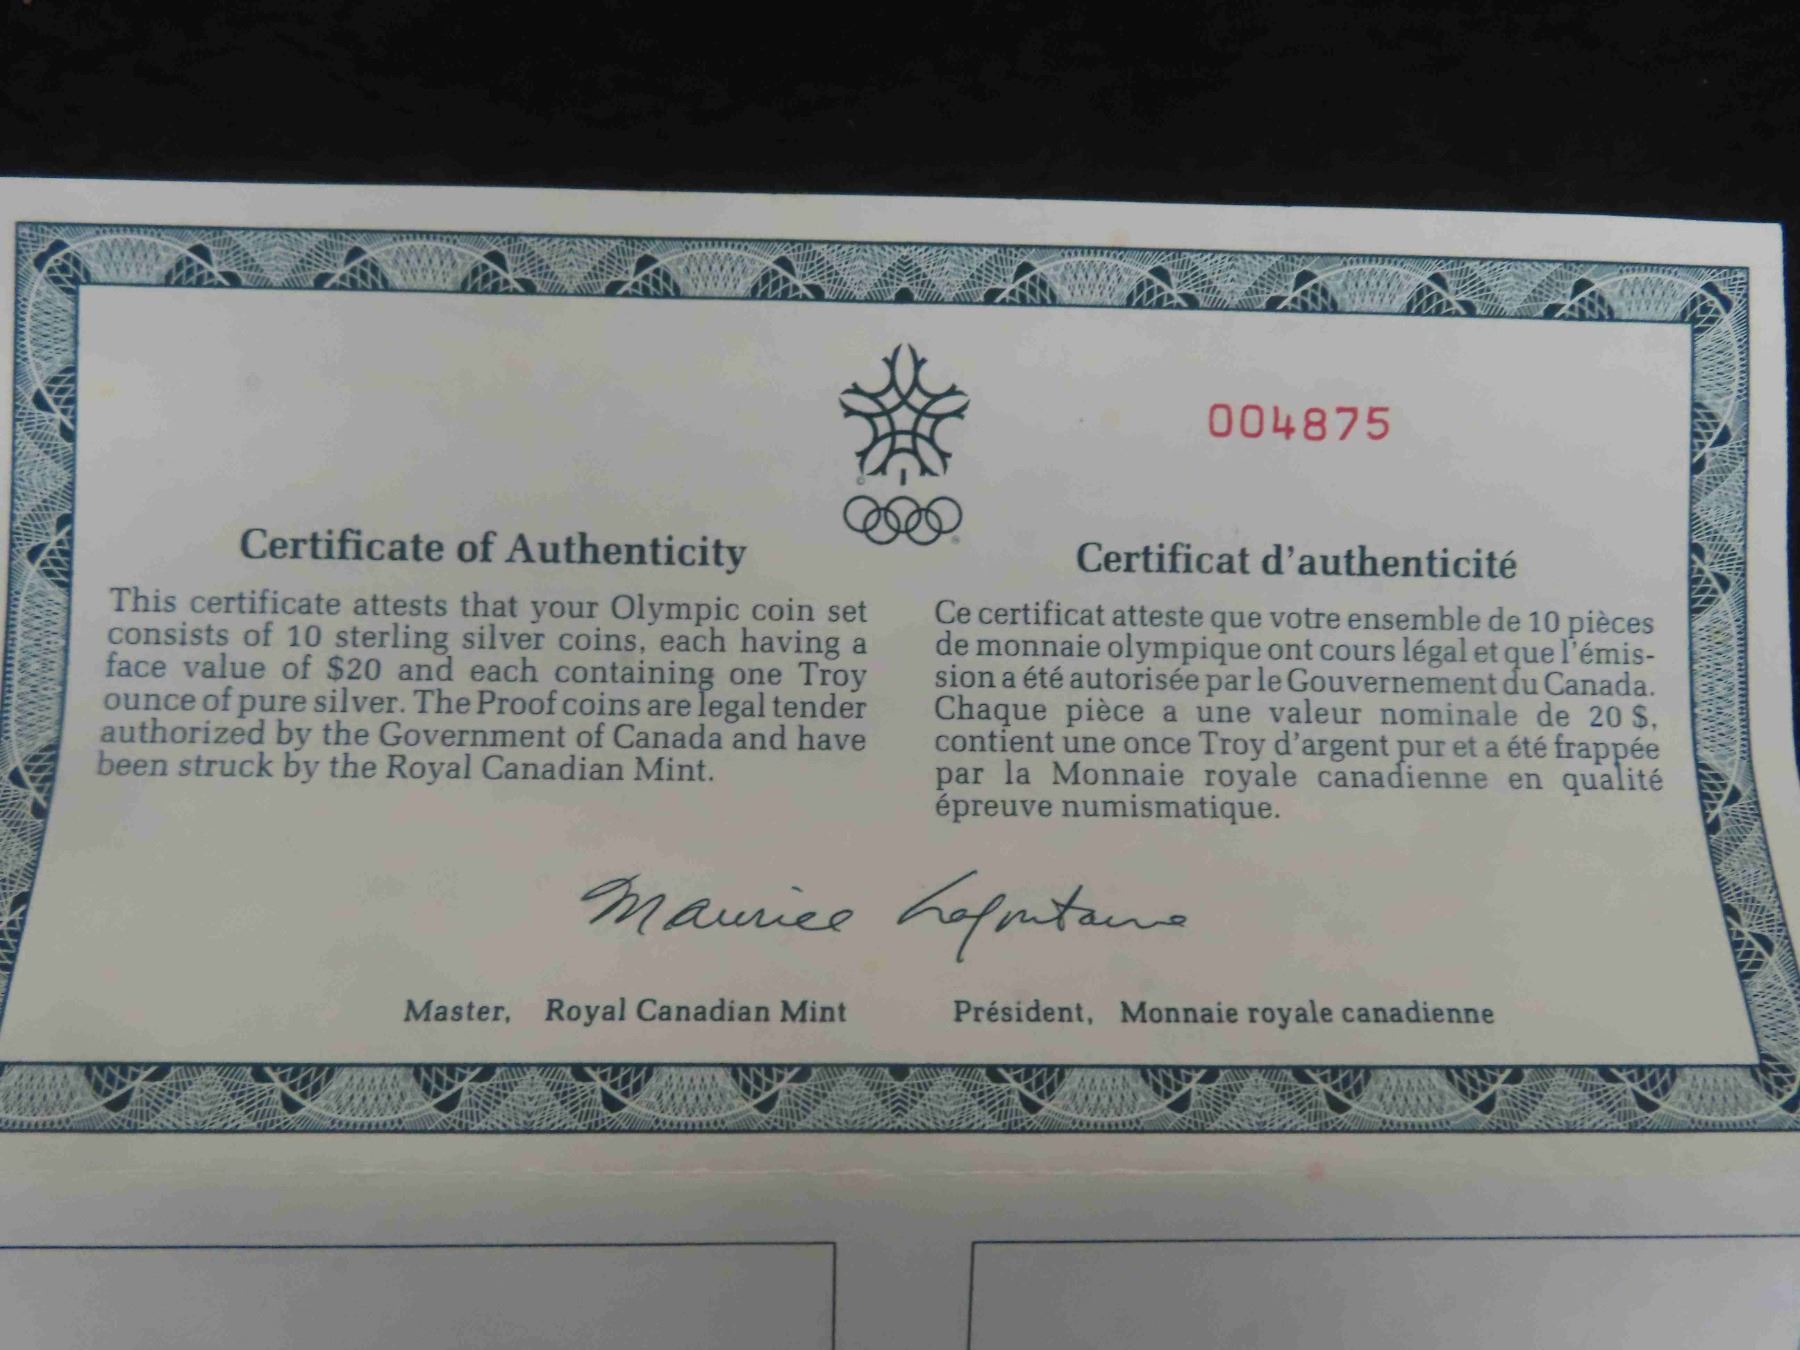 004875
Certificate of Authenticity
This certificate attests that your Olympic coin set
consists of 10 sterling silver coins, each having a
face value of $20 and each containing one Troy
ounce of pure silver. The Proof coins are legal tender
authorized by the Government of Canada and have
been struck by the Royal Canadian Mint.
Certificat d'authenticité
Ce certificat atteste que votre ensemble de 10 pièces
de monnaie olympique ont cours légal et que l'émis-
sion a été autorisée par le Gouvernement du Canada.
Chaque pièce a une valeur nominale de 20 $,
contient une once Troy d'argent pur et a été frappée
par la Monnaie royale canadienne en qualité
épreuve numismatique.
Maurice Lafontaine
Master, Royal Canadian Mint
Président, Monnaie royale canadienne